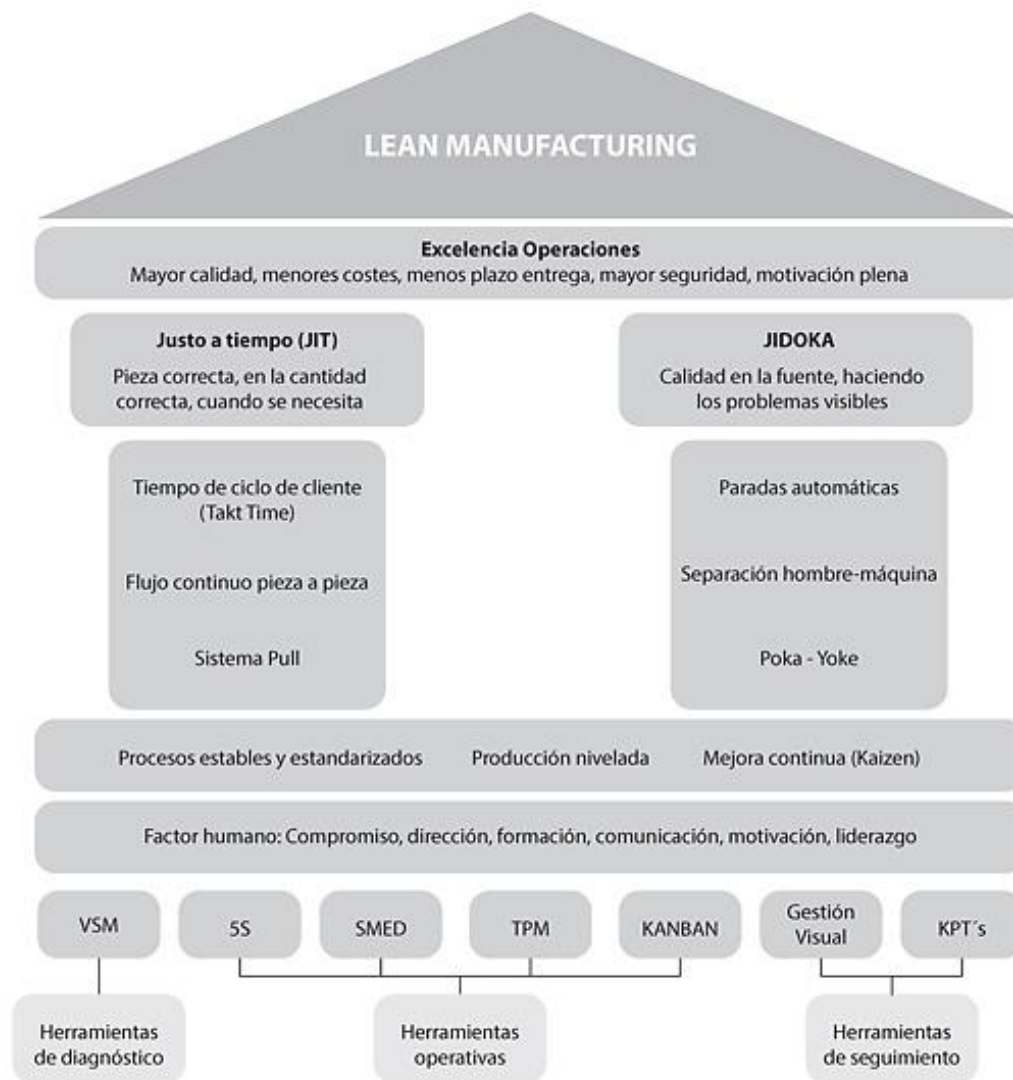 LEAN MANUFACTURING
Excelencia Operaciones
Mayor calidad, menores costes, menos plazo entrega, mayor seguridad, motivación plena
Justo a tiempo (JIT)
Pieza correcta, en la cantidad
correcta, cuando se necesita
JIDOKA
Calidad en la fuente, haciendo
los problemas visibles
Tiempo de ciclo de cliente
(Takt Time)
Flujo continuo pieza a pieza
Sistema Pull
Paradas automáticas
Separación hombre-máquina
Poka - Yoke
Procesos estables y estandarizados
Producción nivelada
Mejora continua (Kaizen)
Factor humano: Compromiso, dirección, formación, comunicación, motivación, liderazgo
VSM
5S
SMED
TPM
KANBAN
Gestión
Visual
KPT´s
Herramientas
de diagnóstico
Herramientas
operativas
Herramientas
de seguimiento